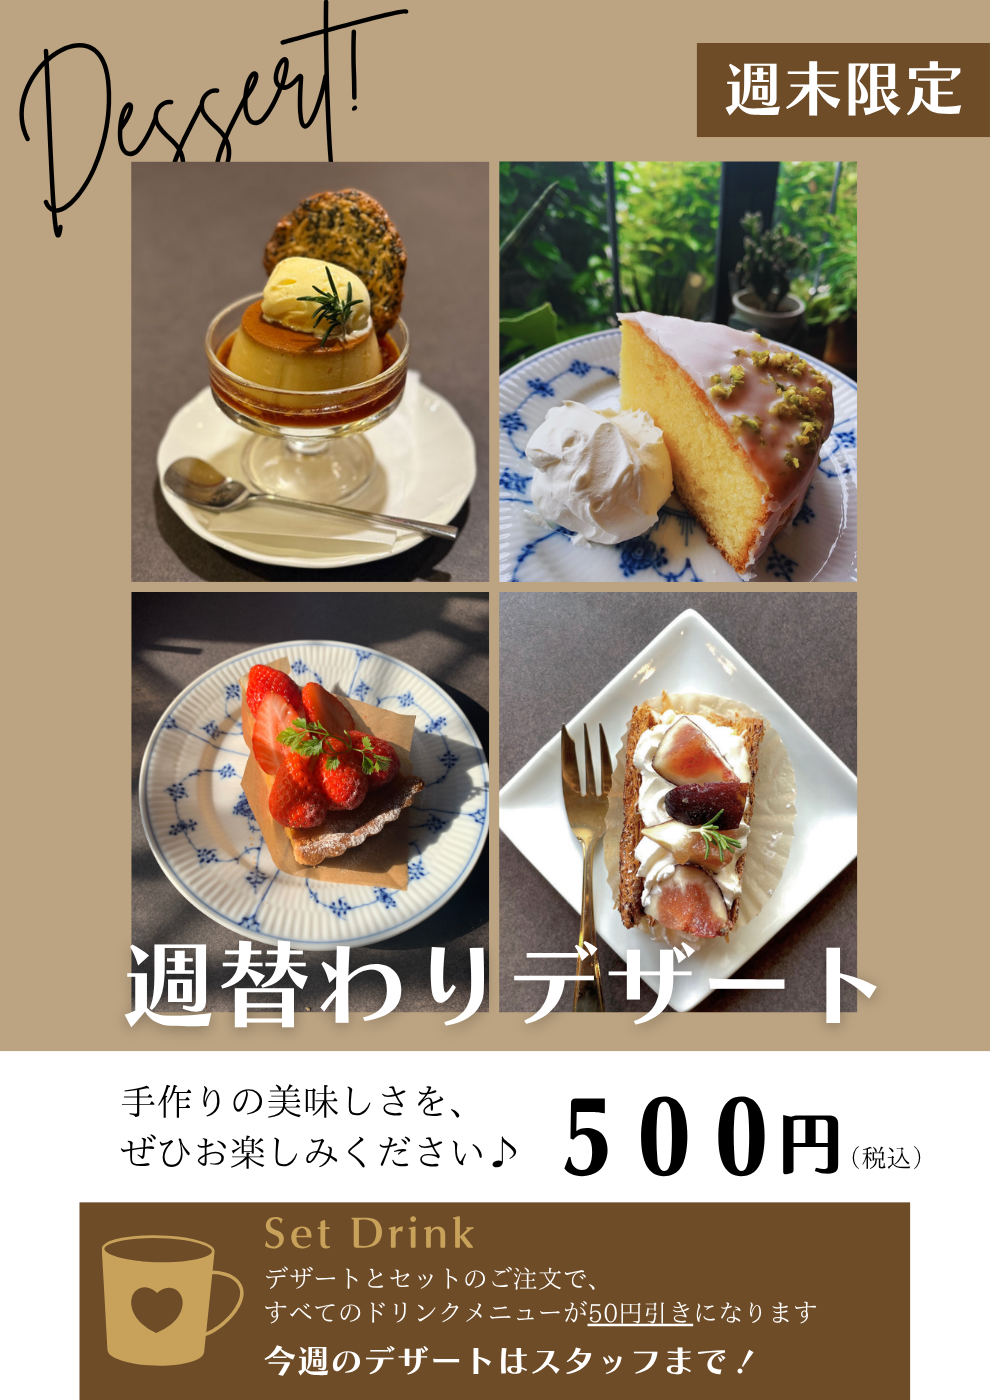 Dessert!
週末限定
週替わりデザート
手作りの美味しさを、
ぜひお楽しみください♪
500円（税込）
Set Drink
デザートとセットのご注文で、
すべてのドリンクメニューが50円引きになります
今週のデザートはスタッフまで！